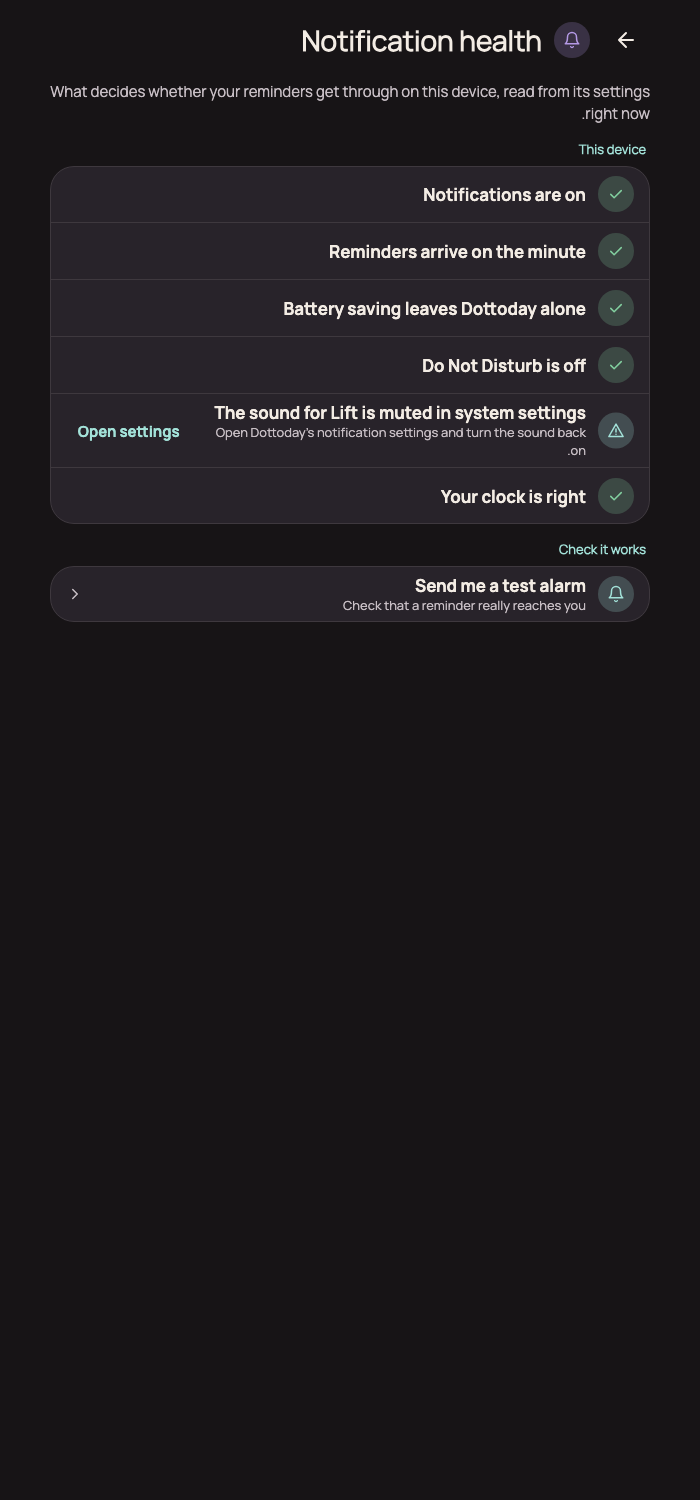 Notification health
What decides whether your reminders get through on this device, read from its settings
right now.
This device
Notifications are on
Reminders arrive on the minute
Battery saving leaves Dottoday alone
Do Not Disturb is off
The sound for Lift is muted in system settings
Open Dottoday's notification settings and turn the sound back
on.
Open settings
Your clock is right
Check it works
Send me a test alarm
Check that a reminder really reaches you